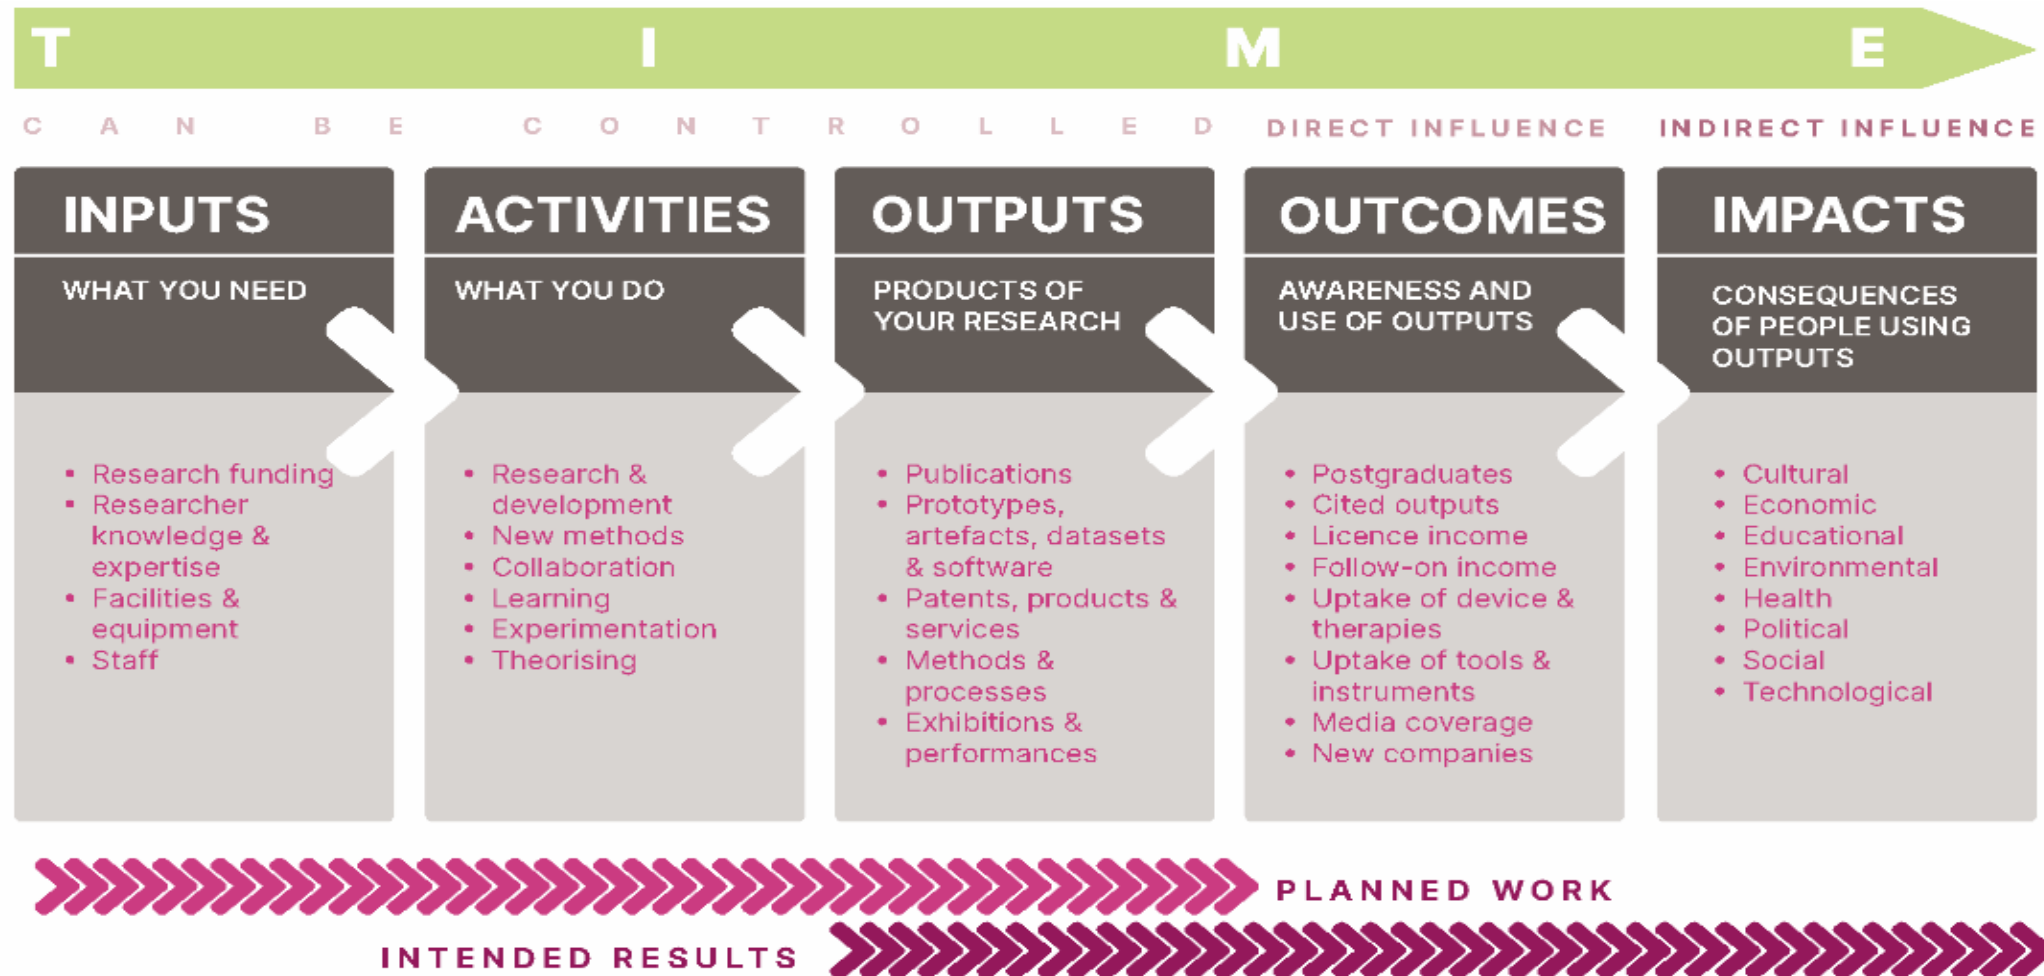 T I M E
CAN BE CONTROLLED
DIRECT INFLUENCE
INDIRECT INFLUENCE
INPUTS
WHAT YOU NEED
▪ Research funding
▪ Researcher
knowledge &
expertise
• Facilities &
equipment
• Staff
ACTIVITIES
WHAT YOU DO
• Research &
development
• New methods
• Collaboration
• Learning
• Experimentation
• Theorising
OUTPUTS
PRODUCTS OF
YOUR RESEARCH
• Publications
• Prototypes,
artefacts, datasets
& software
• Patents, products &
services
• Methods &
processes
• Exhibitions &
performances
OUTCOMES
AWARENESS AND
USE OF OUTPUTS
• Postgraduates
• Cited outputs
• Licence income
• Follow-on income
• Uptake of device &
therapies
• Uptake of tools &
instruments
• Media coverage
• New companies
IMPACTS
CONSEQUENCES
OF PEOPLE USING
OUTPUTS
• Cultural
• Economic
• Educational
• Environmental
• Health
• Political
• Social
• Technological
PLANNED WORK
INTENDED RESULTS